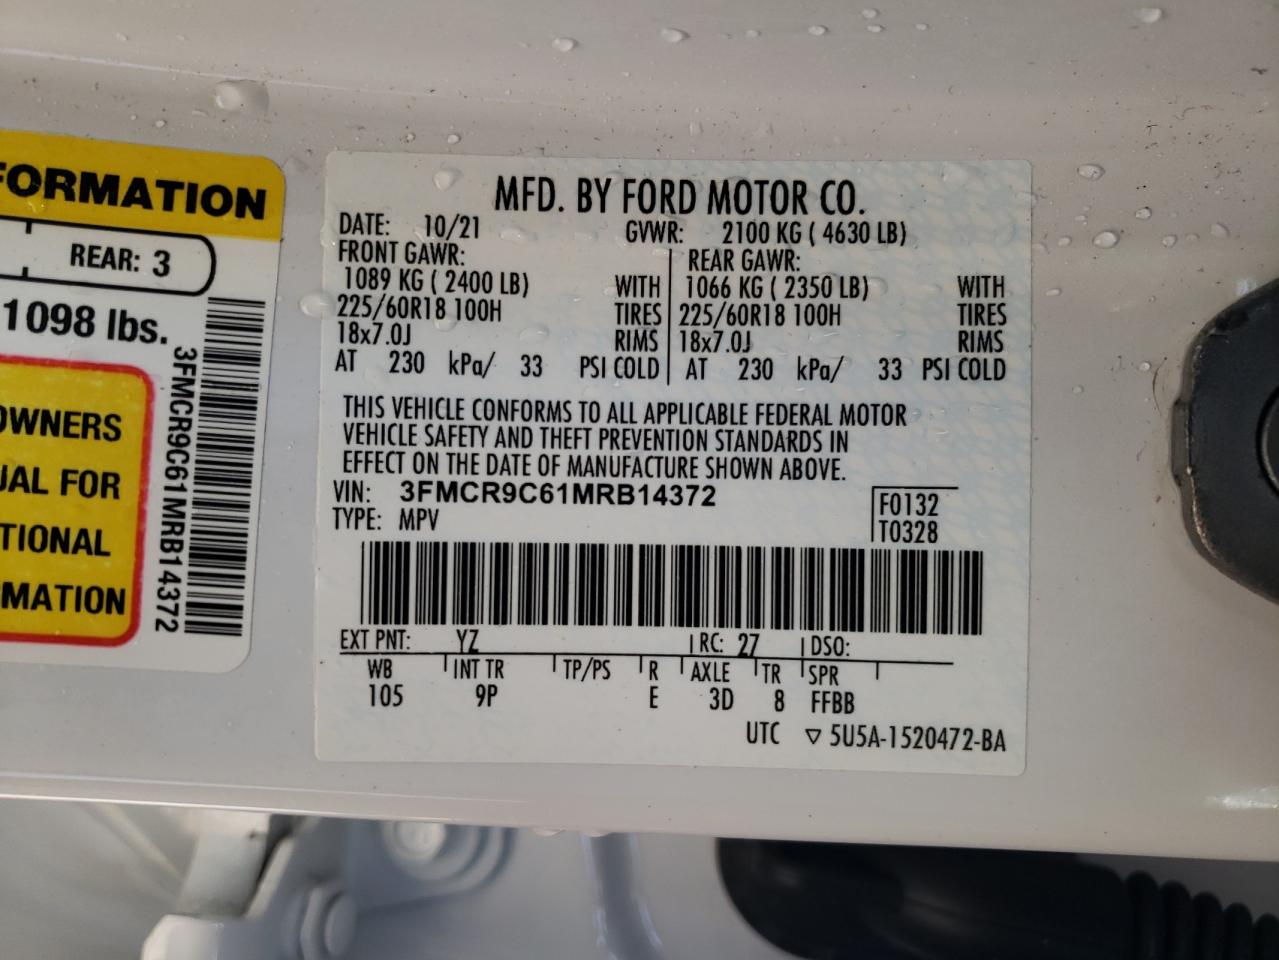 FORMATION
REAR: 3
1098 lbs.
OWNERS
UAL FOR
TIONAL
MATION
3FMCR9C61MRB14372
MFD. BY FORD MOTOR CO.
DATE: 10/21 GVWR: 2100 KG ( 4630 LB)
FRONT GAWR: REAR GAWR:
1089 KG ( 2400 LB) WITH 1066 KG ( 2350 LB) WITH
225/60R18 100H TIRES 225/60R18 100H TIRES
18x7.0J RIMS 18x7.0J RIMS
AT 230 kPa/ 33 PSI COLD AT 230 kPa/ 33 PSI COLD
THIS VEHICLE CONFORMS TO ALL APPLICABLE FEDERAL MOTOR
VEHICLE SAFETY AND THEFT PREVENTION STANDARDS IN
EFFECT ON THE DATE OF MANUFACTURE SHOWN ABOVE.
VIN: 3FMCR9C61MRB14372 F0132
TYPE: MPV T0328
EXT PNT: YZ RC: 27 DSO:
WB INT TR TP/PS R AXLE TR SPR
105 9P E 3D 8 FFBB
UTC ▽ 5U5A-1520472-BA